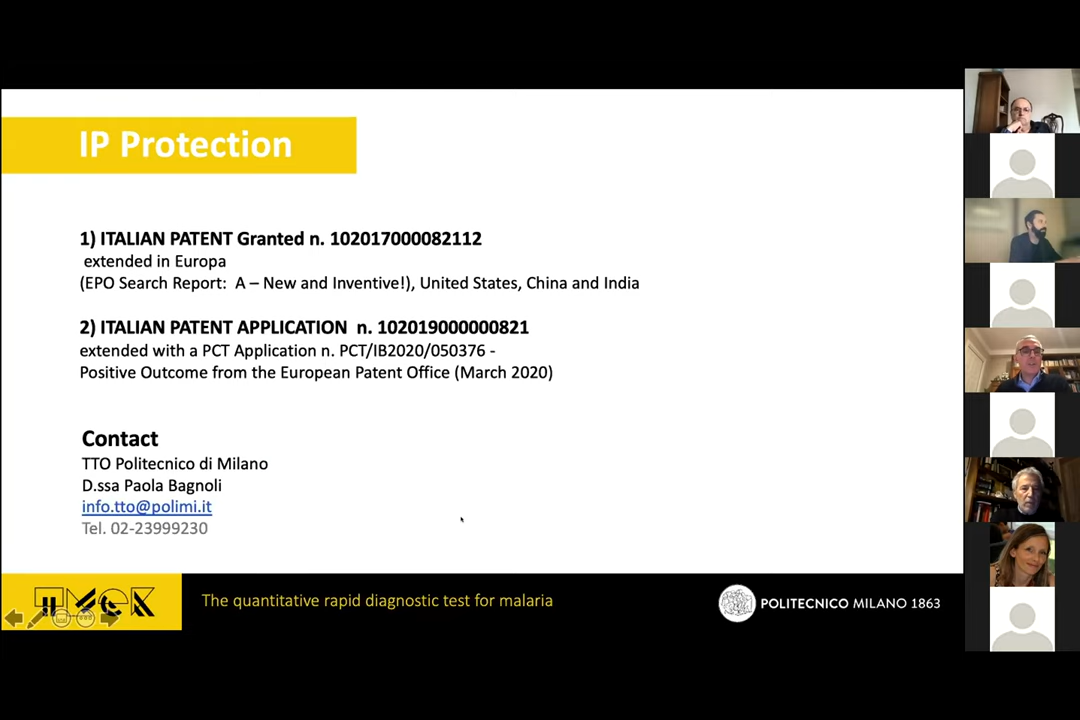 IP Protection
1) ITALIAN PATENT Granted n. 102017000082112
extended in Europa
(EPO Search Report: A – New and Inventive!), United States, China and India
2) ITALIAN PATENT APPLICATION n. 102019000000821
extended with a PCT Application n. PCT/IB2020/050376 -
Positive Outcome from the European Patent Office (March 2020)
Contact
TTO Politecnico di Milano
D.ssa Paola Bagnoli
info.tto@polimi.it
Tel. 02-23999230
The quantitative rapid diagnostic test for malaria
POLITECNICO MILANO 1863